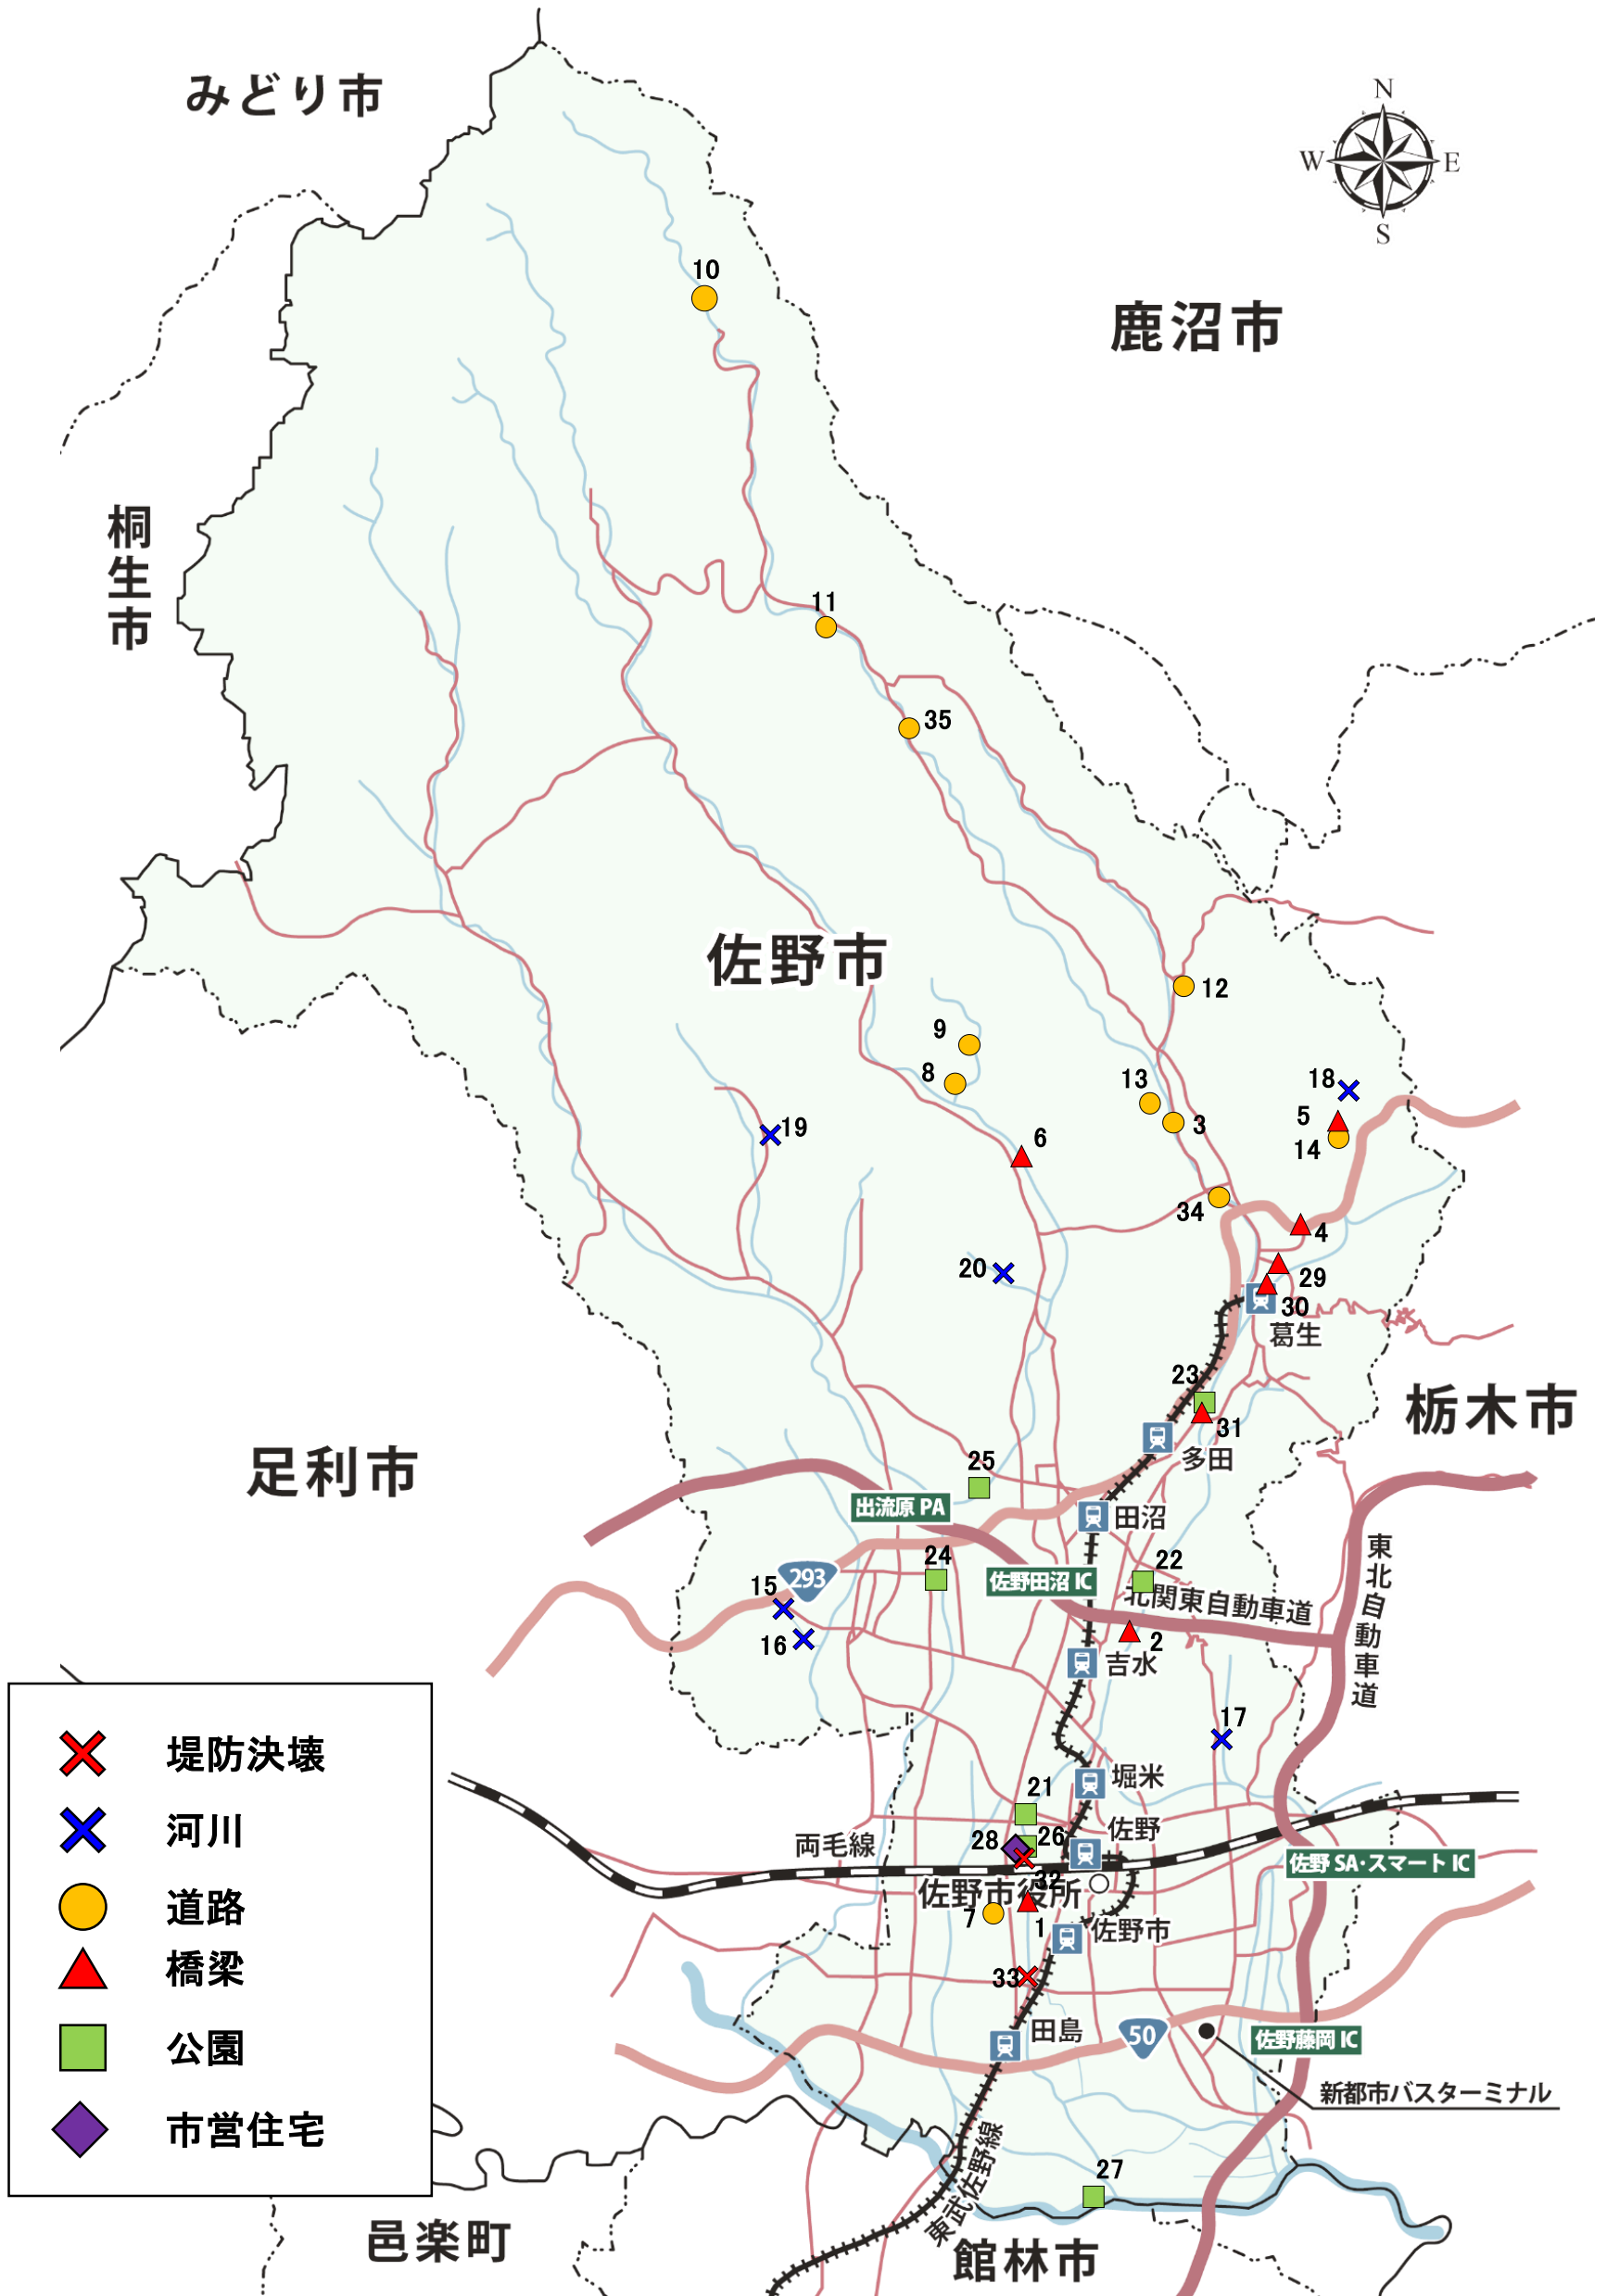 みどり市
N
W
E
S
10
鹿沼市
桐生市
11
35
佐野市
12
9
8
13
3
18
5
14
19
6
34
4
20
29
30
葛生
23
31
栃木市
多田
足利市
25
出流原 PA
田沼
東北自動車道
24
佐野田沼 IC
22
293
15
北関東自動車道
16
2
吉水
17
堤防決壊
堀米
21
河川
佐野
両毛線
28
26
佐野 SA・スマート IC
32
佐野市役所
道路
7
1
佐野市
橋梁
33
田島
50
佐野藤岡 IC
公園
新都市バスターミナル
市営住宅
東武佐野線
27
邑楽町
館林市